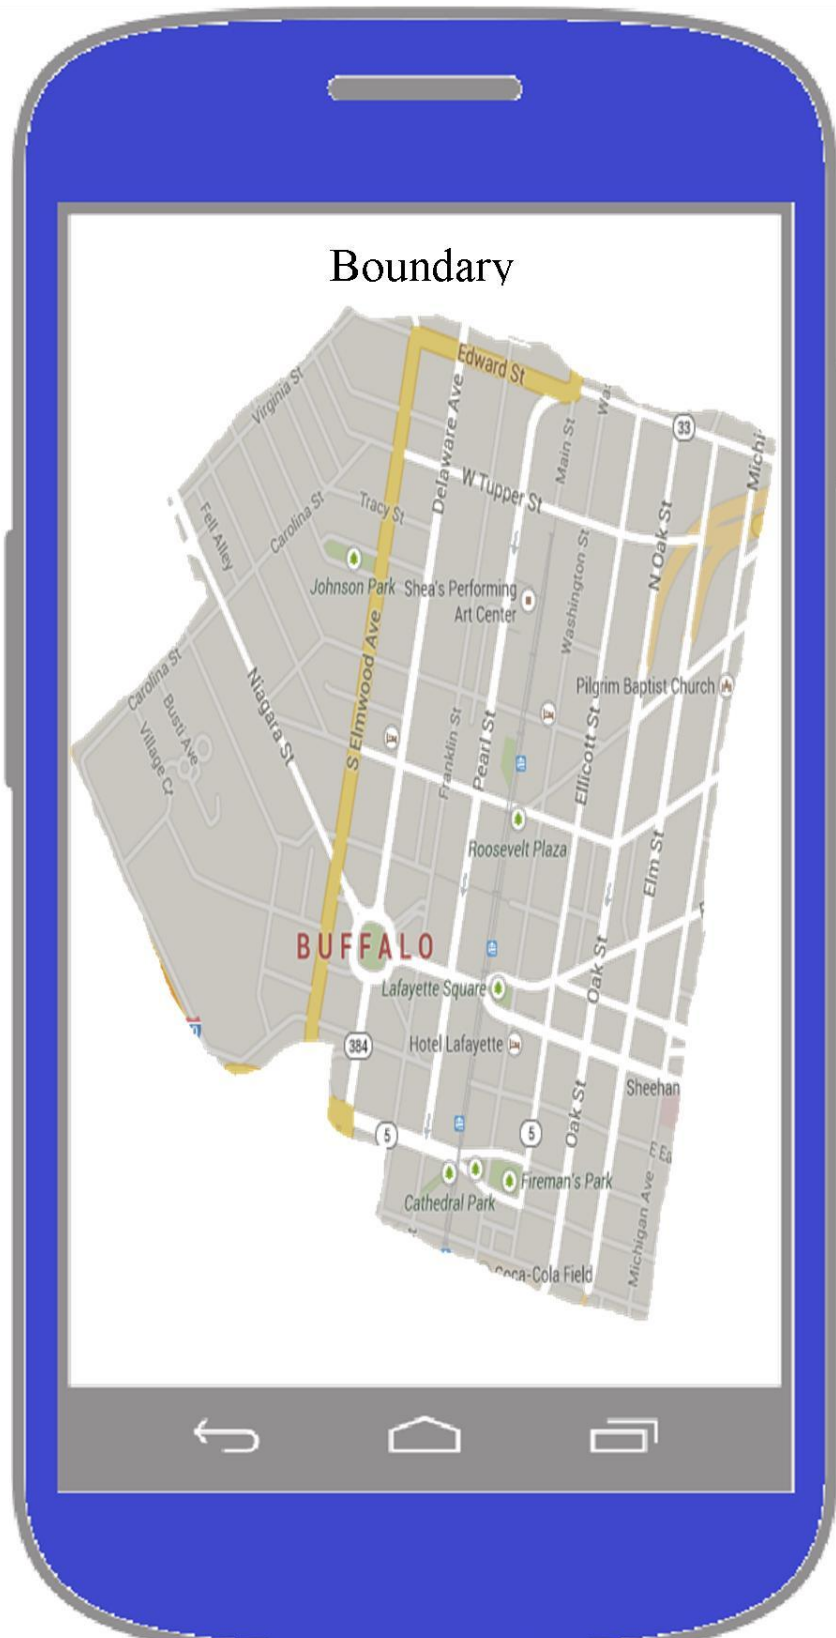 Boundary
Edward St
Virginia St
Delaware Ave
Main St
33
W Tupper St
Fell Alley
Carolina St
Tracy St
N Oak St
Johnson Park
Shea's Performing
Art Center
Washington St
Carolina St
Busti Ave
Village Cr
Niagara St
S Elmwood Ave
Pilgrim Baptist Church
Franklin St
Pearl St
Ellicott St
Roosevelt Plaza
Elm St
BUFFALO
Lafayette Square
Oak St
384
Hotel Lafayette
Sheehan
5
5
Oak St
Fireman's Park
Cathedral Park
Michigan Ave
Coca-Cola Field